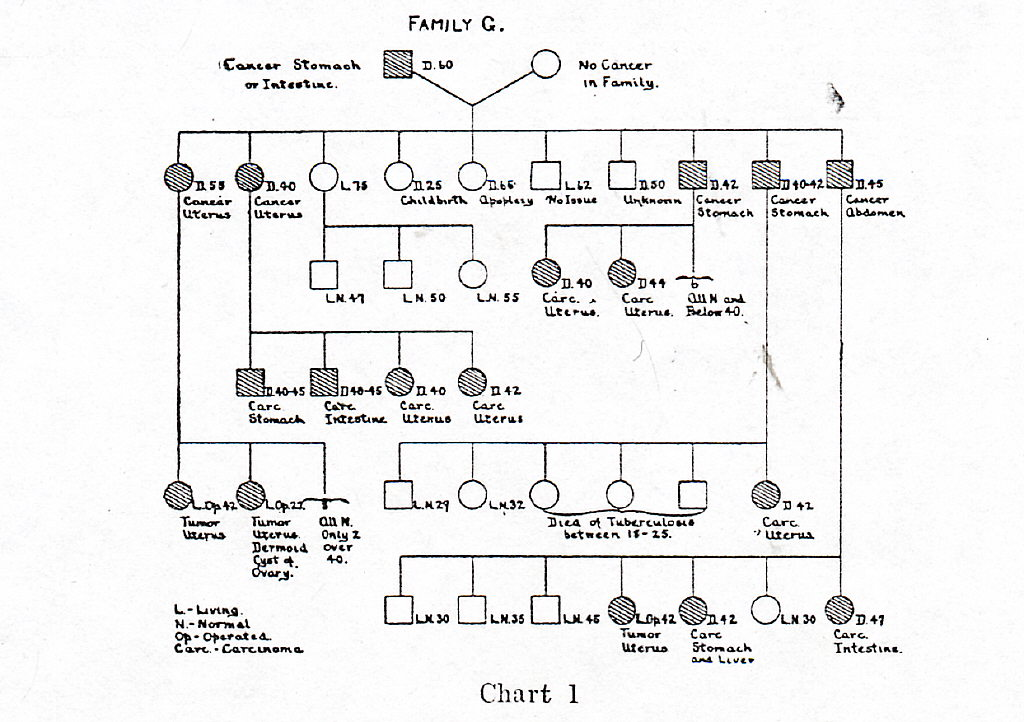 FAMILY G.
Cancer Stomach
or Intestine.
D.60
No Cancer
in Family.
D.55
Cancer
Uterus
D.40
Cancer
Uterus
L.75
D.25
Childbirth
D.65
Apoplexy
L.62
No Issue
D.50
Unknown
D.42
Cancer
Stomach
D 40-42
Cancer
Stomach
D.45
Cancer
Abdomen
L.N.47
L.N.50
L.N.55
D.40
Carc.
Uterus.
D 44
Carc
Uterus.
6
All N and
Below 40.
D.40-45
Carc
Stomach
D 40-45
Carc
Intestine
D.40
Carc.
Uterus
D.42
Carc
Uterus
L.Op.42
Tumor
Uterus
L.Op.27.
Tumor
Uterus.
Dermoid
Cyst of
Ovary.
8
All N.
Only 2
over
40.
L.N.29
L.N.32
Died of Tuberculosis
between 18-25.
D 42
Carc.
Uterus
L.N.30
L.N.35
L.N.45
L.Op.42
Tumor
Uterus
D.42
Carc
Stomach
and Liver
L.N.30
D.47
Carc.
Intestine.
L.-Living.
N.-Normal
Op-Operated.
Carc.-Carcinoma
Chart 1